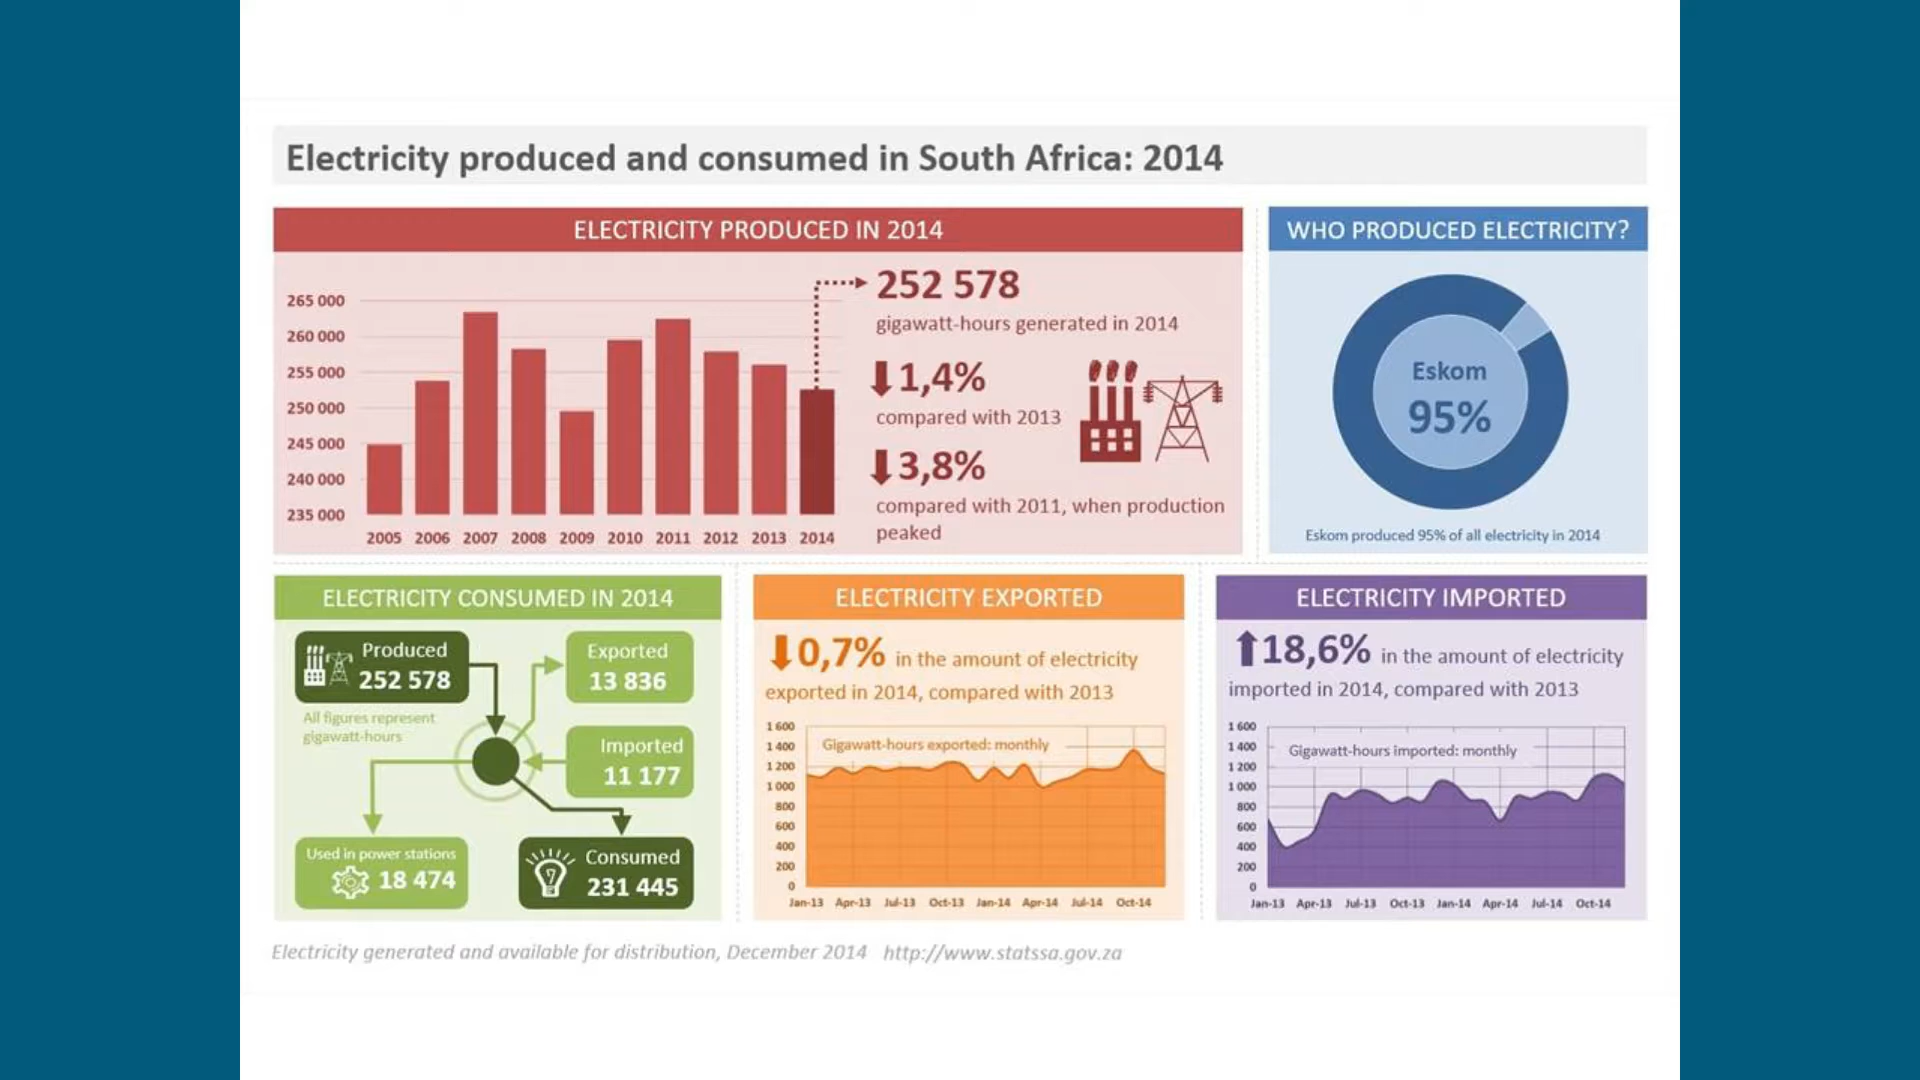 Electricity produced and consumed in South Africa: 2014
ELECTRICITY PRODUCED IN 2014
265 000
260 000
255 000
250 000
245 000
240 000
235 000
2005 2006 2007 2008 2009 2010 2011 2012 2013 2014
252 578
gigawatt-hours generated in 2014
1,4%
compared with 2013
3,8%
compared with 2011, when production
peaked
WHO PRODUCED ELECTRICITY?
Eskom
95%
Eskom produced 95% of all electricity in 2014
ELECTRICITY CONSUMED IN 2014
Produced
252 578
All figures represent
gigawatt-hours
Exported
13 836
Imported
11 177
Used in power stations
18 474
Consumed
231 445
ELECTRICITY EXPORTED
0,7% in the amount of electricity
exported in 2014, compared with 2013
Gigawatt-hours exported: monthly
1 600
1 400
1 200
1 000
800
600
400
200
0
Jan-13 Apr-13 Jul-13 Oct-13 Jan-14 Apr-14 Jul-14 Oct-14
ELECTRICITY IMPORTED
18,6% in the amount of electricity
imported in 2014, compared with 2013
Gigawatt-hours imported: monthly
1 600
1 400
1 200
1 000
800
600
400
200
0
Jan-13 Apr-13 Jul-13 Oct-13 Jan-14 Apr-14 Jul-14 Oct-14
Electricity generated and available for distribution, December 2014 http://www.statssa.gov.za